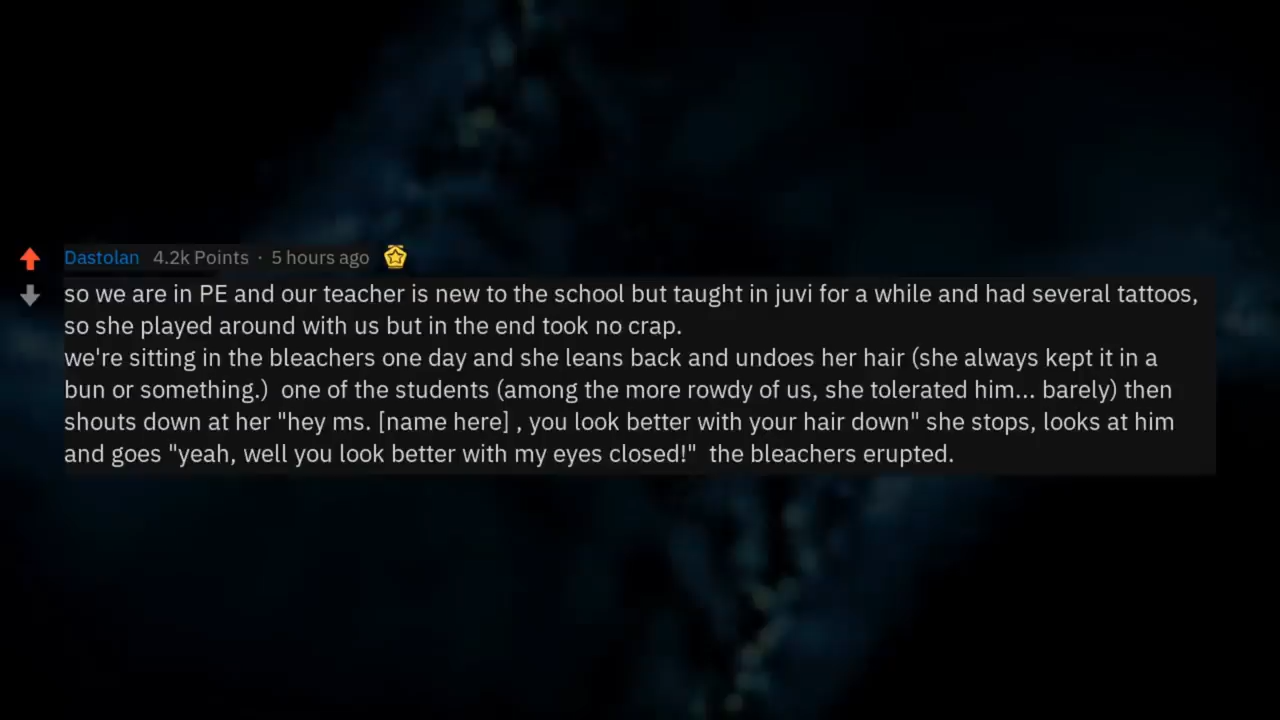 Dastolan 4.2k Points · 5 hours ago
so we are in PE and our teacher is new to the school but taught in juvi for a while and had several tattoos,
so she played around with us but in the end took no crap.
we're sitting in the bleachers one day and she leans back and undoes her hair (she always kept it in a
bun or something.)  one of the students (among the more rowdy of us, she tolerated him... barely) then
shouts down at her "hey ms. [name here] , you look better with your hair down" she stops, looks at him
and goes "yeah, well you look better with my eyes closed!"  the bleachers erupted.